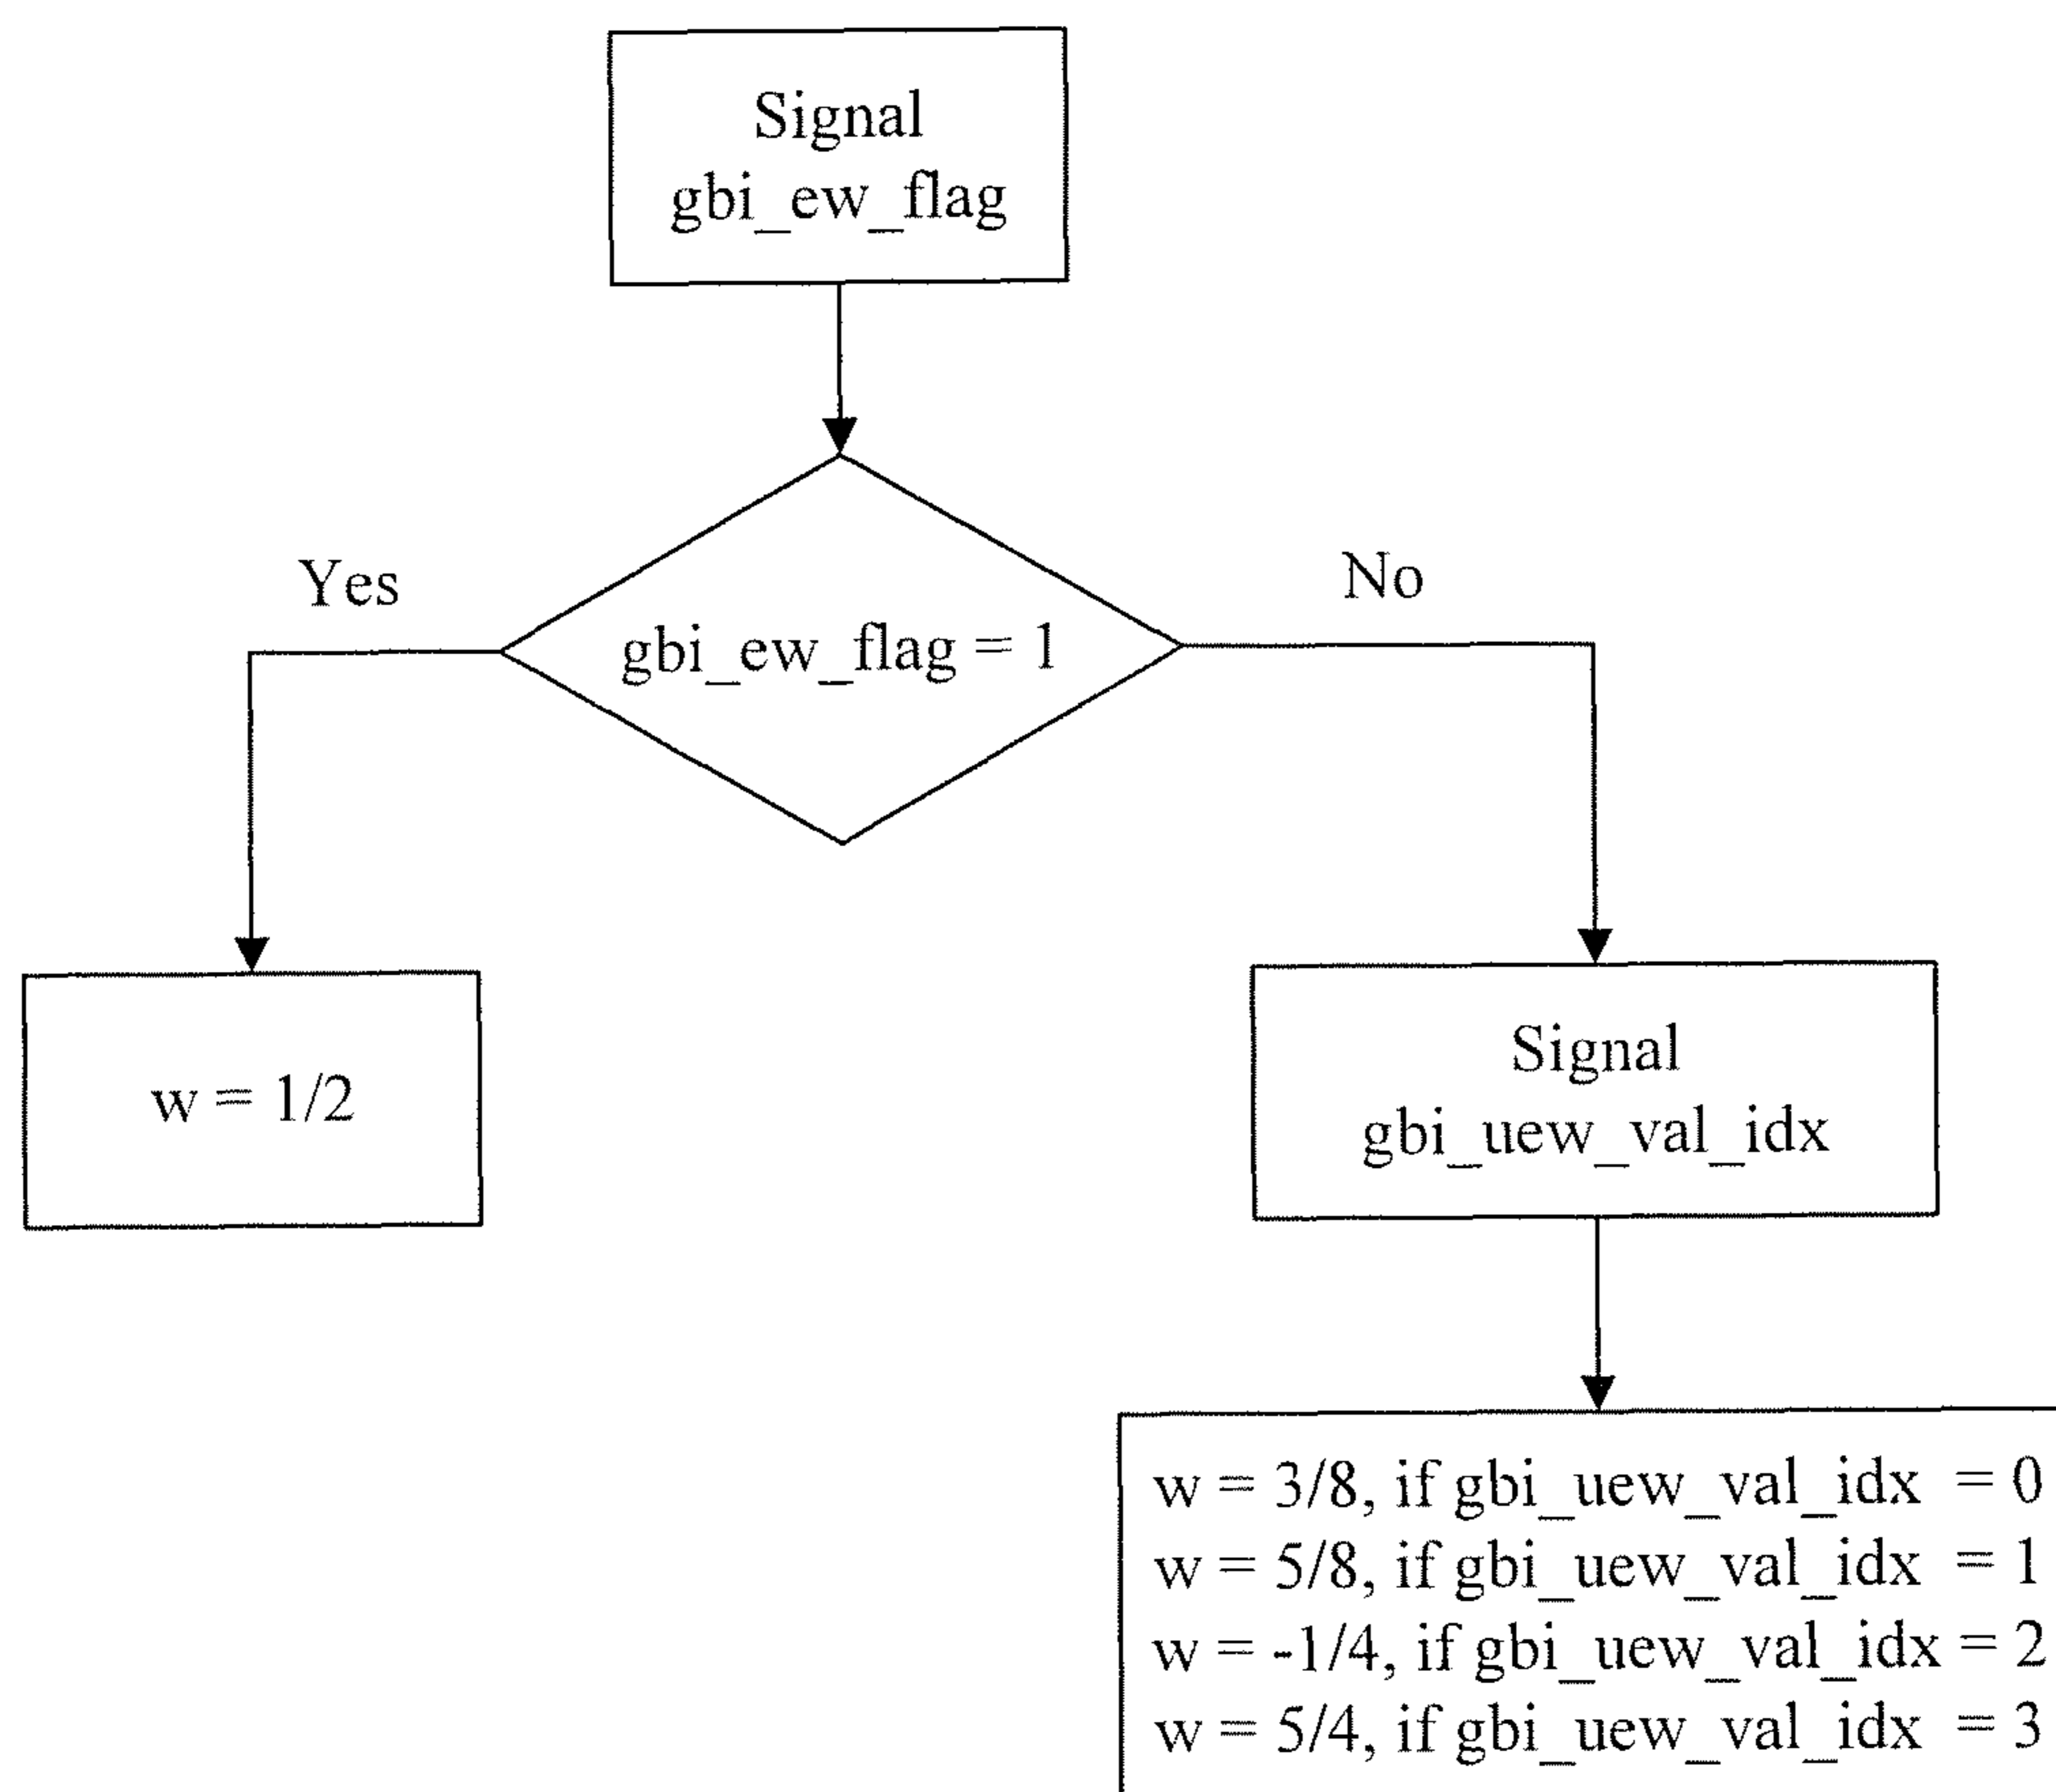 Signal
gbi_ew_flag
Yes
No
gbi_ew_flag = 1
w = 1/2
Signal
gbi_uew_val_idx
w = 3/8, if gbi_uew_val_idx = 0
w = 5/8, if gbi_uew_val_idx = 1
w = -1/4, if gbi_uew_val_idx = 2
w = 5/4, if gbi_uew_val_idx = 3